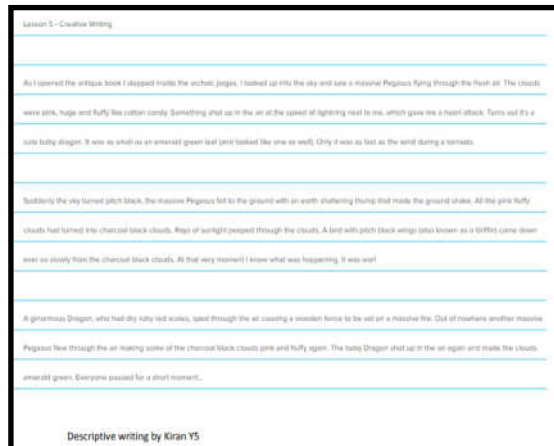 Lesson 5 - Creative Writing
As I opened the antique book I stepped inside the archaic pages, I looked up into the sky and saw a massive Pegasus flying through the fresh air. The clouds
were pink, huge and fluffy like cotton candy. Something shot up in the air at the speed of lightning next to me, which gave me a heart attack. Turns out it's a
cute baby dragon. It was as small as an emerald green leaf (and looked like one as well). Only it was as fast as the wind during a tornado.
Suddenly the sky turned pitch black, the massive Pegasus fell to the ground with an earth shattering thump that made the ground shake. All the pink fluffy
clouds had turned into charcoal black clouds. Rays of sunlight peeped through the clouds. A bird with pitch black wings (also known as a Griffin) came down
ever so slowly from the charcoal black clouds. At that very moment I knew what was happening. It was war!
A ginormous Dragon, who had dry ruby red scales, sped through the air causing a wooden fence to be set on a massive fire. Out of nowhere another massive
Pegasus flew through the air making some of the charcoal black clouds pink and fluffy again. The baby Dragon shot up in the air again and made the clouds
emerald green. Everyone paused for a short moment...
Descriptive writing by Kiran Y5